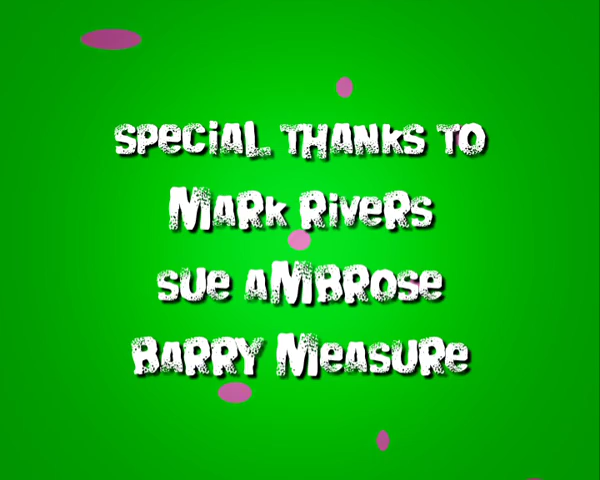 SPECiAL THANKS TO
MARK RiveRS
SUe AMBROSe
BARRY MeASURe